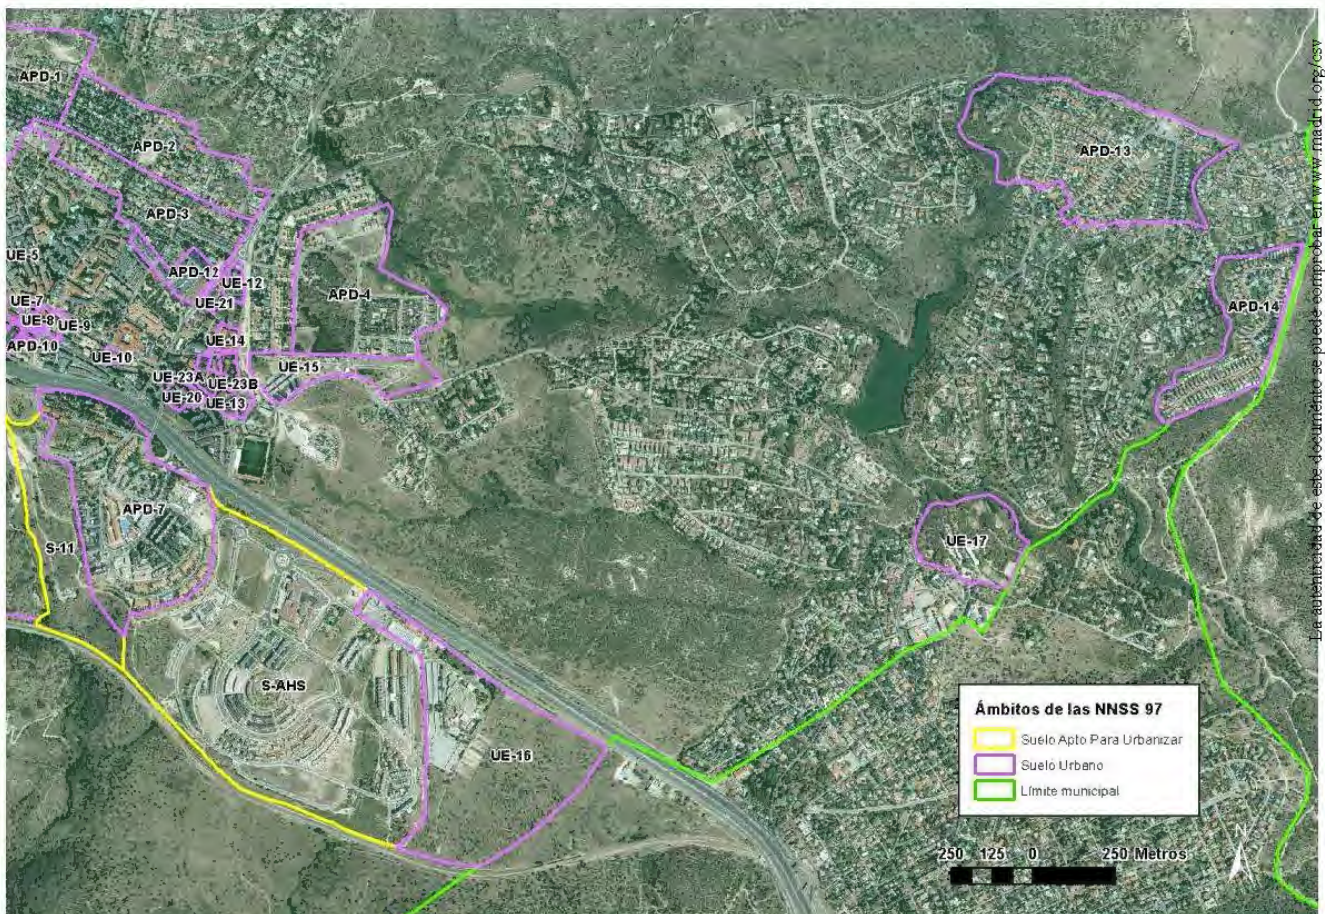 APD-1
APD-2
APD-13
APD-3
UE-5
APD-12
UE-12
UE-21
APD-4
APD-14
UE-7
UE-8
UE-9
APD-10
UE-14
UE-10
UE-15
UE-23A
UE-23B
UE-20
UE-13
APD-7
S-11
UE-17
S-AHS
UE-16
Ámbitos de las NNSS 97
Suelo Apto Para Urbanizar
Suelo Urbano
Límite municipal
N
250 125 0 250 Metros
La autenticidad de este documento se puede comprobar en www.madrid.org/csv